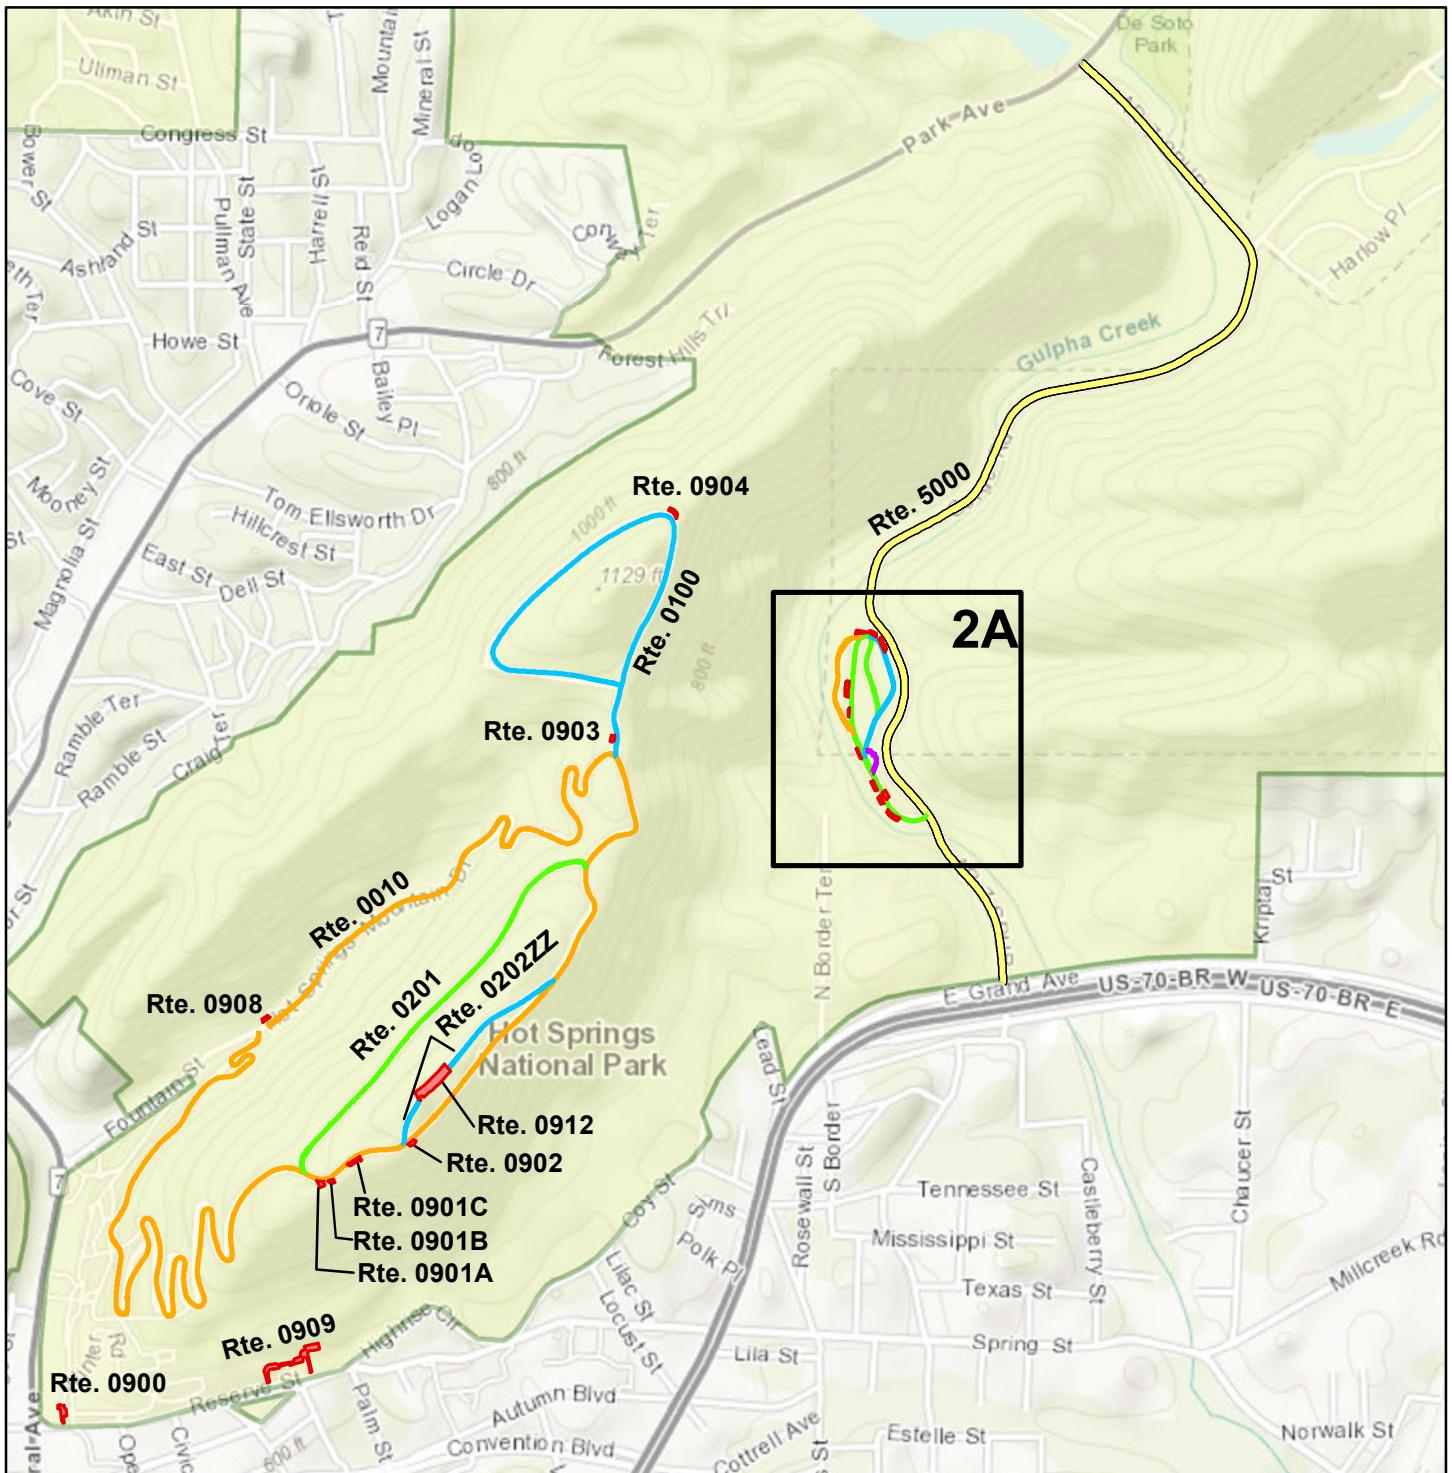 Akin St
Ullman St
Congress St
Bower St
Ashland St
State St
Pullman Ave
Harrell St
Reid St
Mountain
Mineral St
Logan Loop
Circle Dr
Howe St
7
Bailey Pl
Oriole St
Cove St
Mooney St
Magnolia St
Tom Ellsworth Dr
Hillcrest St
East St
Dell St
Ramble Ter
Ramble St
Craig Ter
Forest Hills Trl
Park Ave
De Soto
Park
Harlow Pl
Gulpha Creek
800 ft
1000 ft
1129 ft
800 ft
Rte. 0904
Rte. 5000
Rte. 0100
2A
Rte. 0903
Rte. 0010
Rte. 0908
Rte. 0201
Rte. 0202ZZ
Hot Springs
National Park
Rte. 0912
Rte. 0902
Rte. 0901C
Rte. 0901B
Rte. 0901A
Rte. 0909
Rte. 0900
Fountain St
7
Reserve St
Highrise Cir
Palm St
600 ft
Autumn Blvd
Convention Blvd
Cottrell Ave
Lilac St
Locust St
Coy St
Polk Pl
Lead St
N Border Ter
S Border
Rosewall St
E Grand Ave
US-70-BR W
US-70-BR E
Kriptal St
Tennessee St
Mississippi St
Texas St
Spring St
Lila St
Estelle St
Castleberry St
Chaucer St
Millcreek Rd
Norwalk St